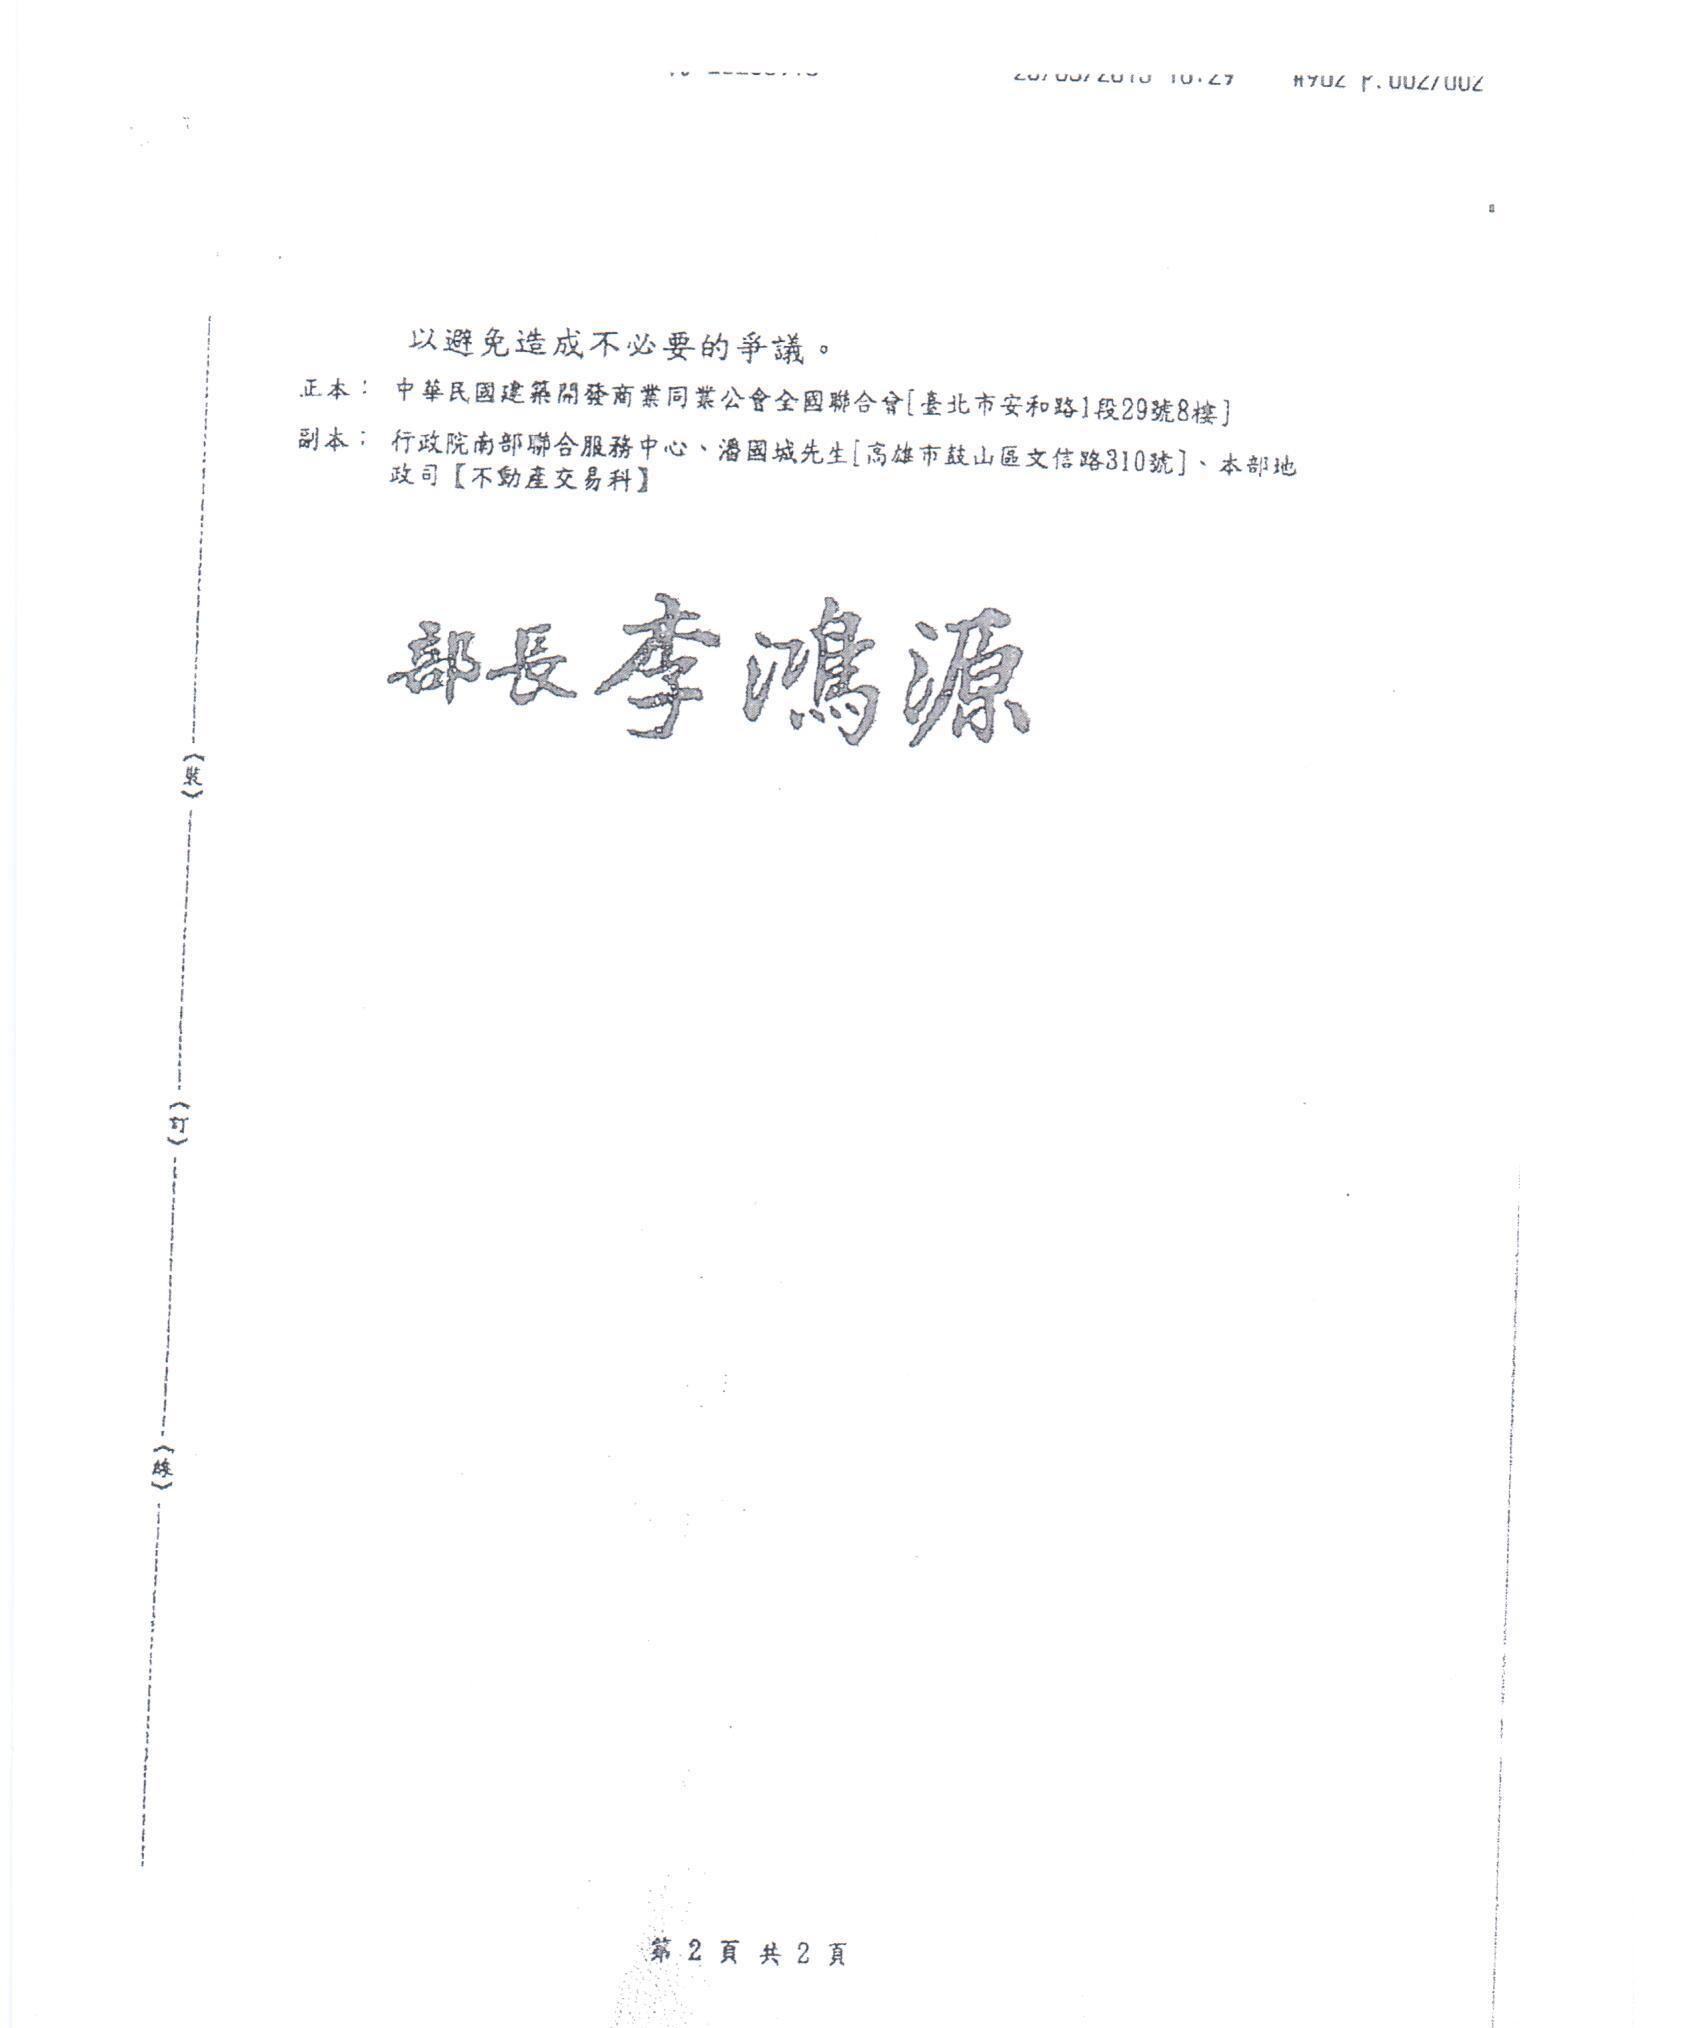 #902 P.002/002
以避免造成不必要的爭議。
正本：中華民國建築開發商業同業公會全國聯合會[臺北市安和路1段29號8樓]
副本：行政院南部聯合服務中心、潘國城先生[高雄市鼓山區文信路310號]、本部地
政司【不動產交易科】
部長 李鴻源
裝
訂
線
第 2 頁 共 2 頁